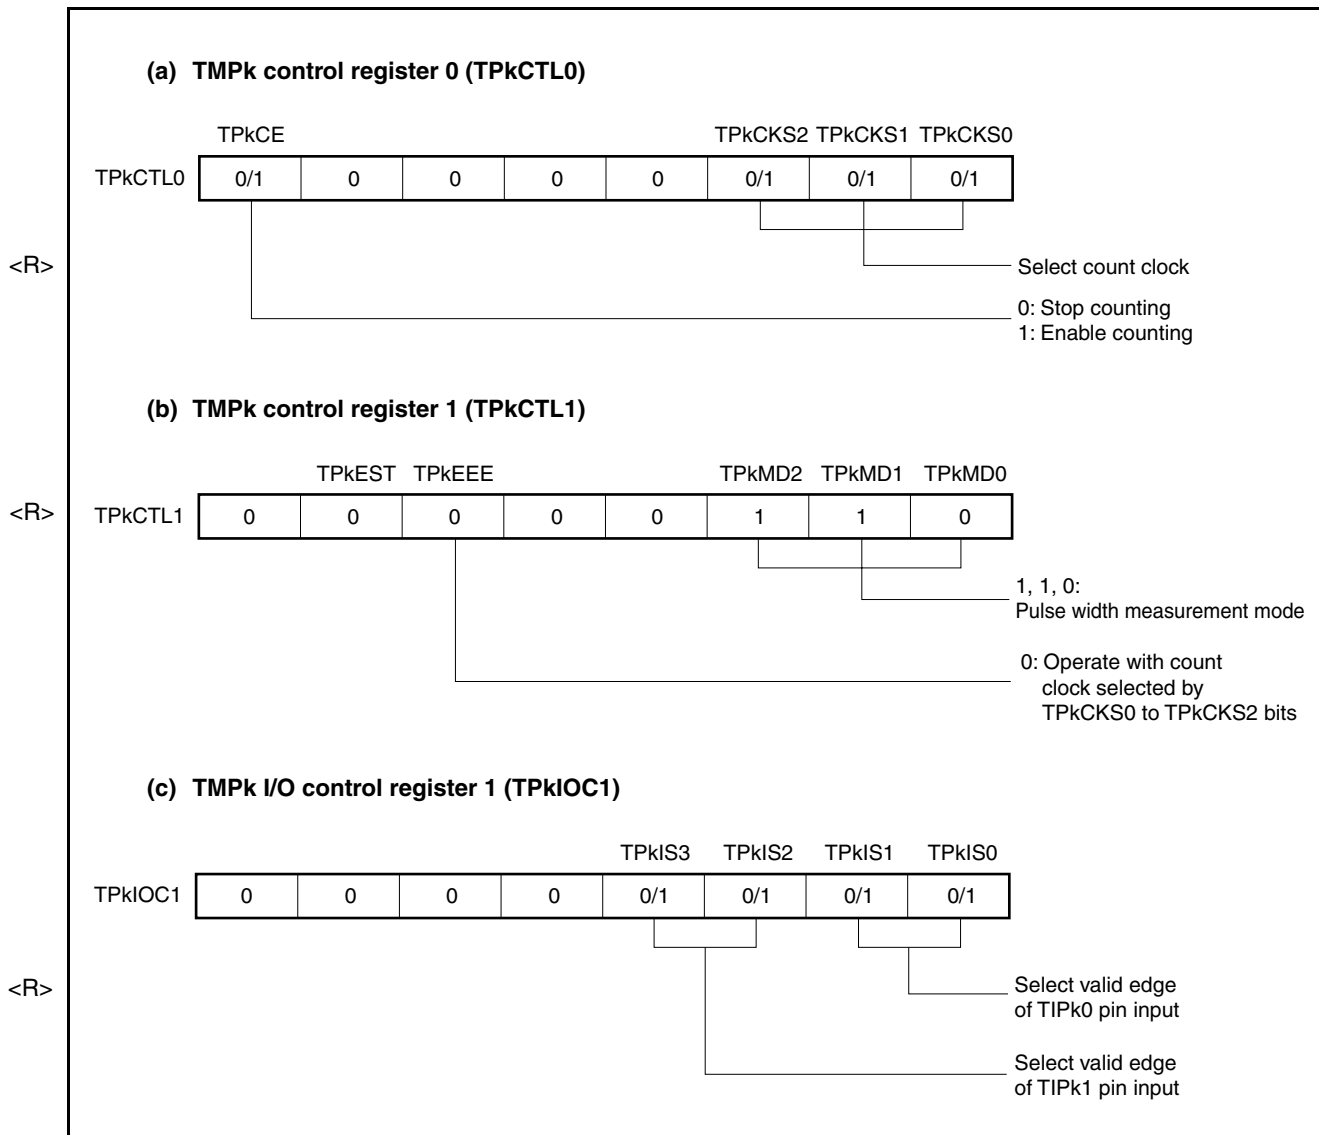 (a) TMPk control register 0 (TPkCTL0)
TPkCE TPkCKS2 TPkCKS1 TPkCKS0
TPkCTL0 0/1 0 0 0 0 0/1 0/1 0/1
<R>
Select count clock
0: Stop counting
1: Enable counting
(b) TMPk control register 1 (TPkCTL1)
TPkEST TPkEEE TPkMD2 TPkMD1 TPkMD0
<R>
TPkCTL1 0 0 0 0 0 1 1 0
1, 1, 0:
Pulse width measurement mode
0: Operate with count
clock selected by
TPkCKS0 to TPkCKS2 bits
(c) TMPk I/O control register 1 (TPkIOC1)
TPkIS3 TPkIS2 TPkIS1 TPkIS0
TPkIOC1 0 0 0 0 0/1 0/1 0/1 0/1
<R>
Select valid edge
of TIPk0 pin input
Select valid edge
of TIPk1 pin input